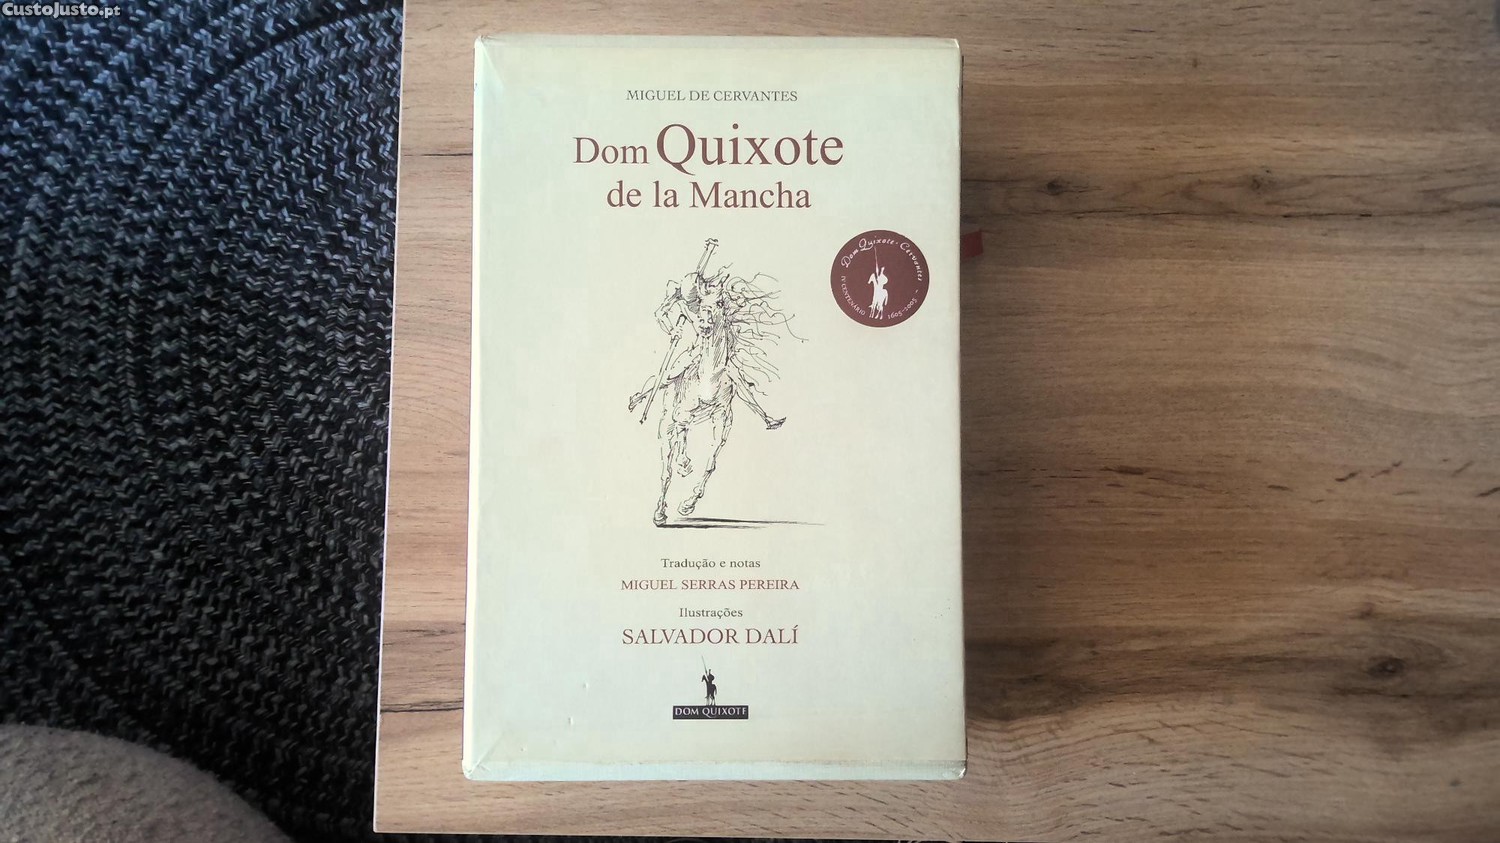 CustoJusto.pt
MIGUEL DE CERVANTES
Dom Quixote
de la Mancha
Dom Quixote · Cervantes
IV CENTENÁRIO
1605-2005
Tradução e notas
MIGUEL SERRAS PEREIRA
Ilustrações
SALVADOR DALÍ
DOM QUIXOTE